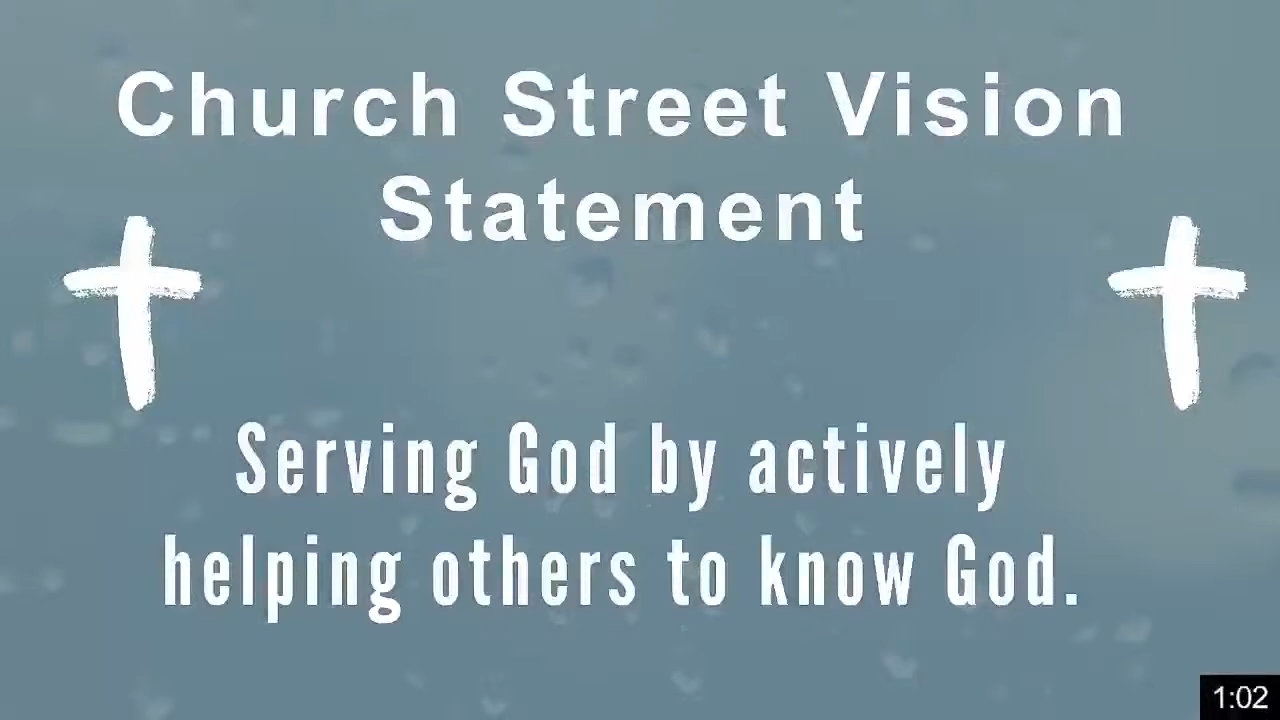 Church Street Vision
Statement
Serving God by actively
helping others to know God.
1:02